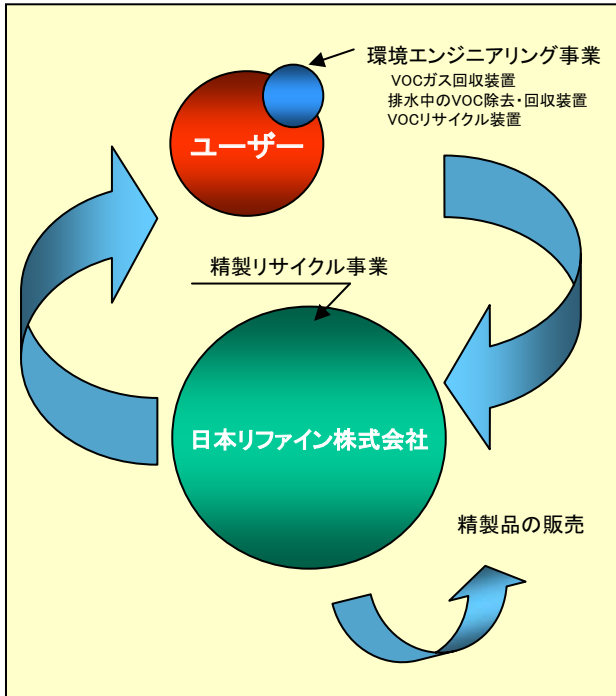 環境エンジニアリング事業
VOCガス回収装置
排水中のVOC除去・回収装置
VOCリサイクル装置
ユーザー
精製リサイクル事業
日本リファイン株式会社
精製品の販売